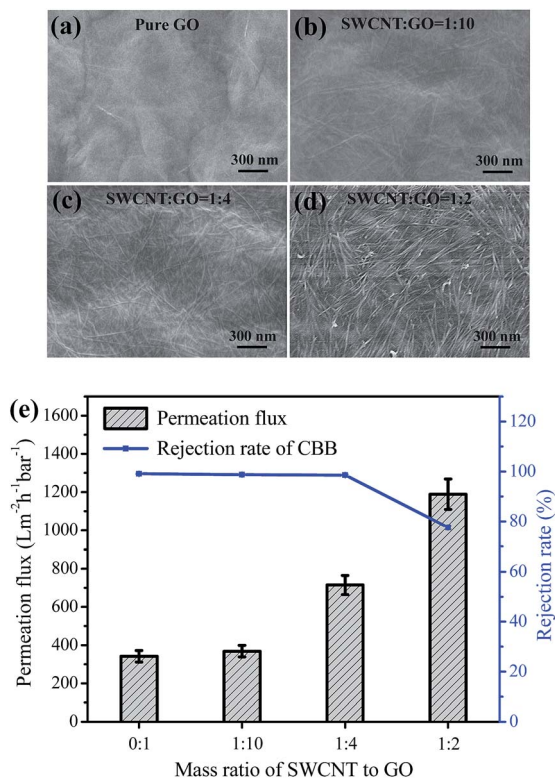 (a) Pure GO
300 nm
(b) SWCNT:GO=1:10
300 nm
(c) SWCNT:GO=1:4
300 nm
(d) SWCNT:GO=1:2
300 nm
(e)
Permeation flux
Rejection rate of CBB
Permeation flux (Lm⁻²h⁻¹bar⁻¹)
1600
1400
1200
1000
800
600
400
200
0
120
100
80
60
40
20
0
Rejection rate (%)
0:1 1:10 1:4 1:2
Mass ratio of SWCNT to GO